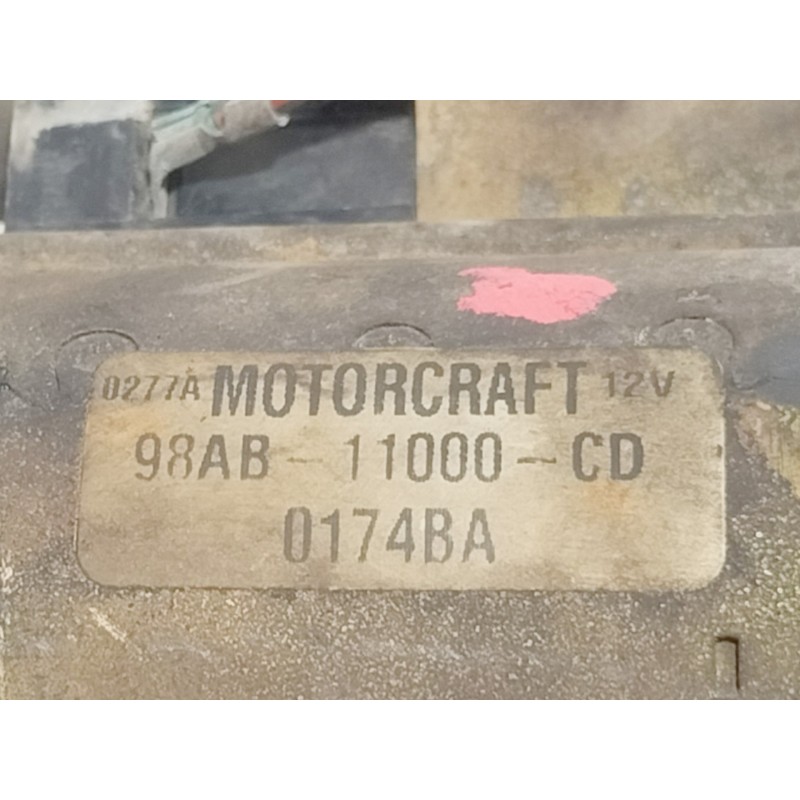 0277A MOTORCRAFT 12V
98AB-11000-CD
0174BA